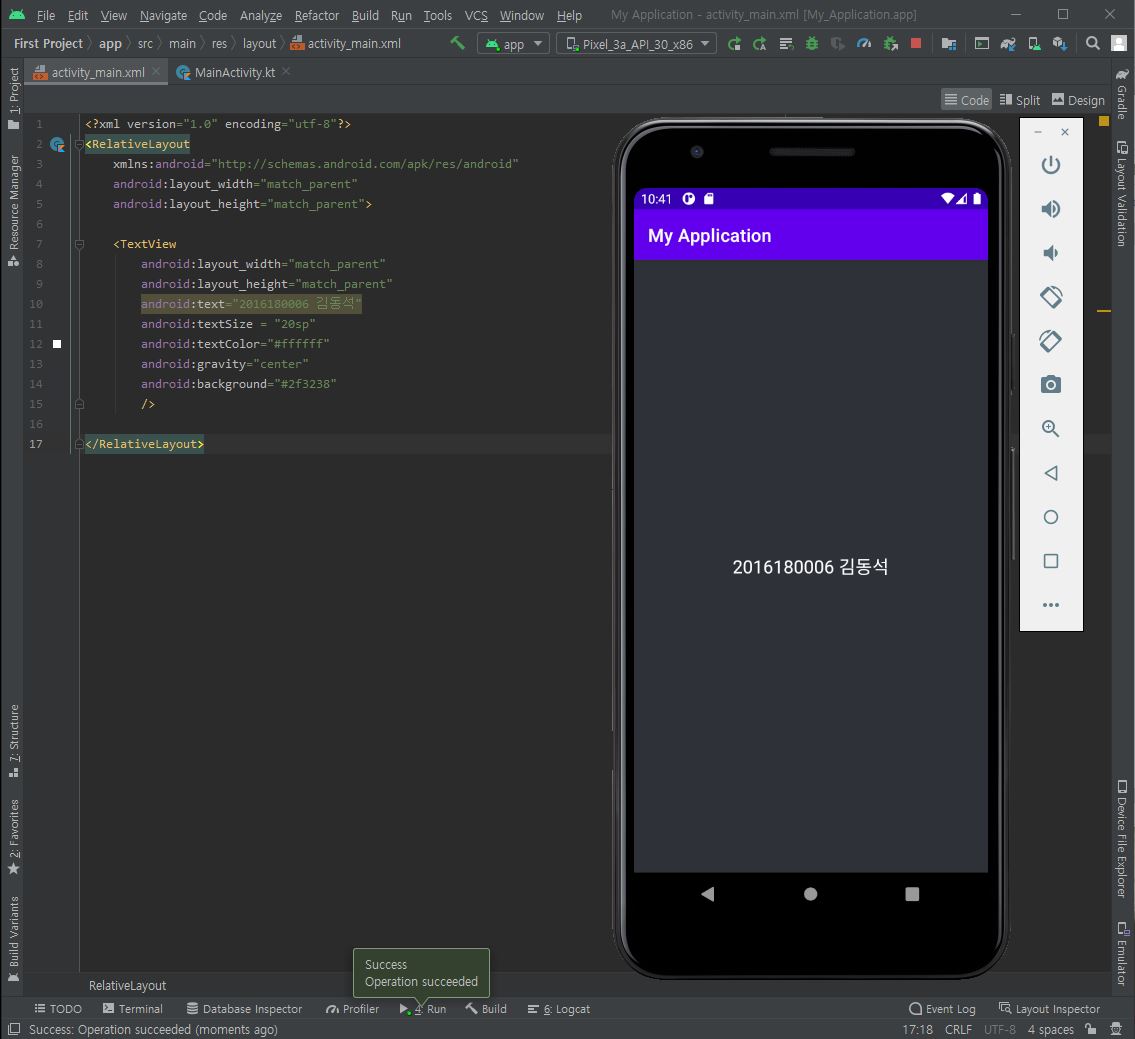 File Edit View Navigate Code Analyze Refactor Build Run Tools VCS Window Help My Application - activity_main.xml [My_Application.app]
First Project app src main res layout activity_main.xml app Pixel_3a_API_30_x86
activity_main.xml MainActivity.kt
Code Split Design
1: Project
Resource Manager
7: Structure
2: Favorites
Build Variants
1 <?xml version="1.0" encoding="utf-8"?>
2 <RelativeLayout
3 xmlns:android="http://schemas.android.com/apk/res/android"
4 android:layout_width="match_parent"
5 android:layout_height="match_parent">
6
7 <TextView
8 android:layout_width="match_parent"
9 android:layout_height="match_parent"
10 android:text="2016180006 김동석"
11 android:textSize = "20sp"
12 android:textColor="#ffffff"
13 android:gravity="center"
14 android:background="#2f3238"
15 />
16
17 </RelativeLayout>
10:41
My Application
2016180006 김동석
Gradle
Layout Validation
Device File Explorer
Emulator
RelativeLayout
Success
Operation succeeded
TODO Terminal Database Inspector Profiler 4: Run Build 6: Logcat Event Log Layout Inspector
Success: Operation succeeded (moments ago) 17:18 CRLF UTF-8 4 spaces